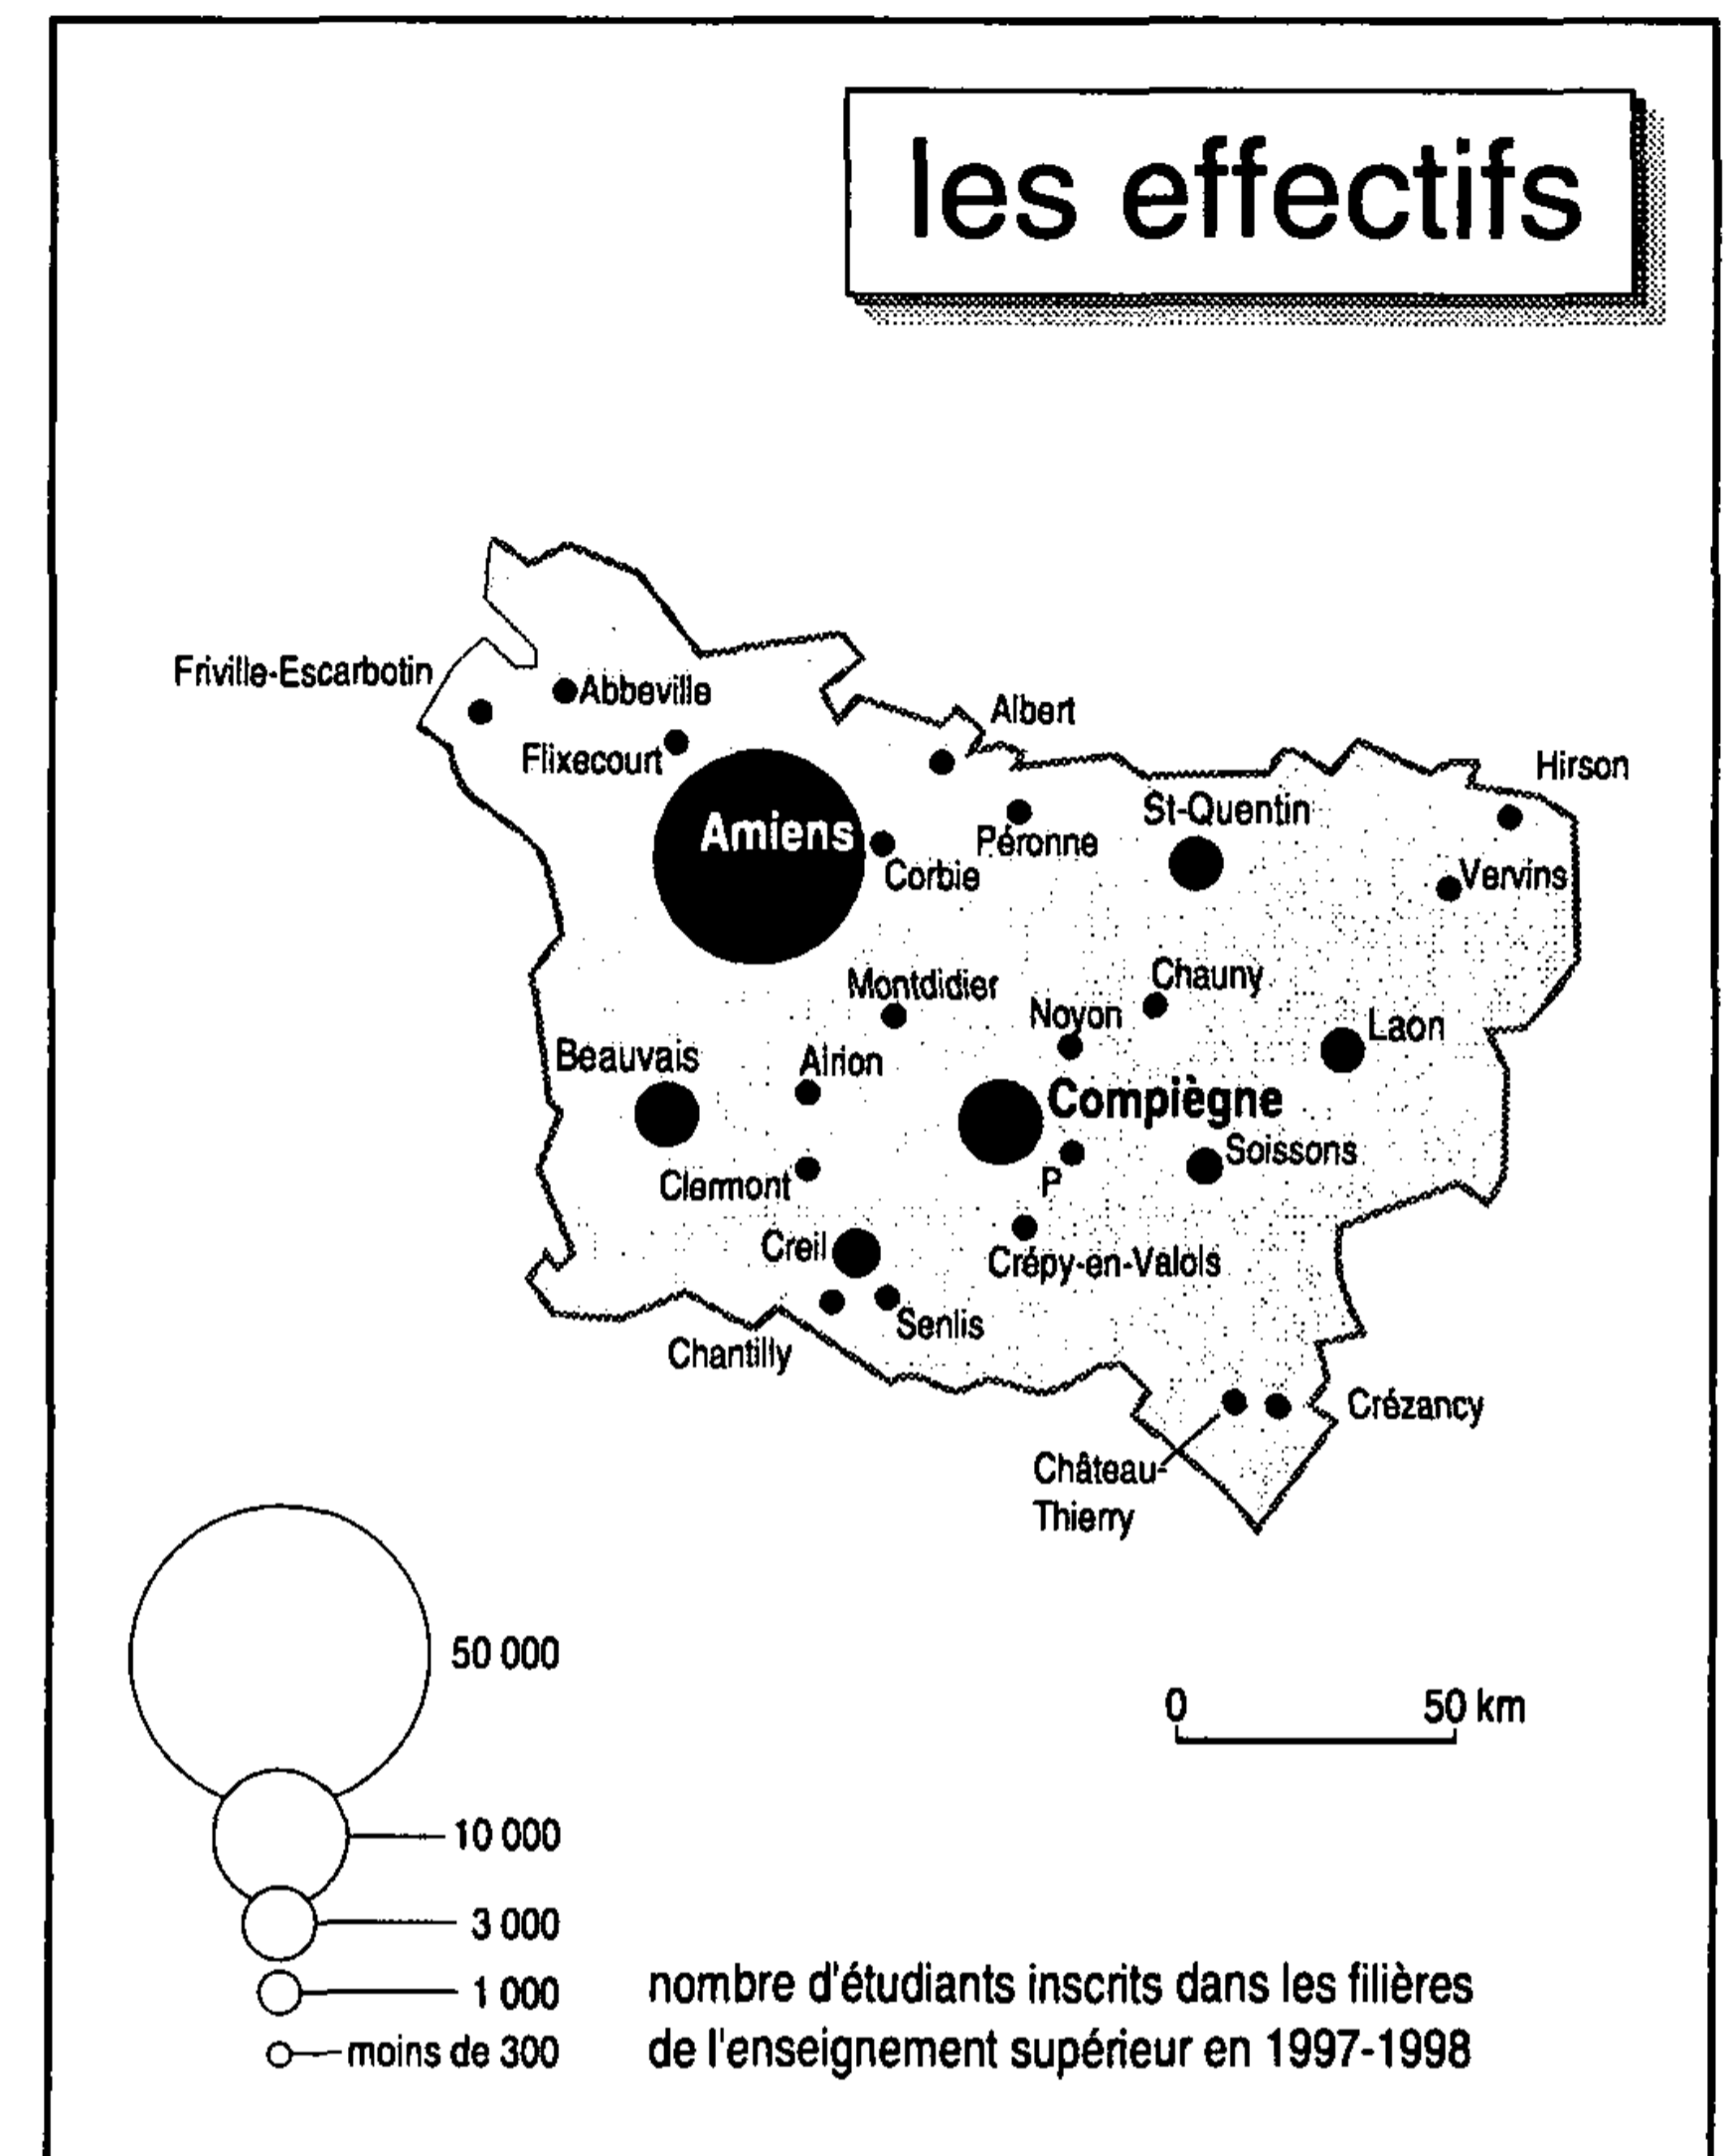 les effectifs
Friville-Escarbotin
Abbeville
Albert
Flixecourt
Hirson
St-Quentin
Amiens
Péronne
Corbie
Vervins
Chauny
Montdidier
Noyon
Laon
Beauvais
Airion
Compiègne
Soissons
Clermont
P
Creil
Crépy-en-Valois
Senlis
Chantilly
Crézancy
Château-
Thierry
50 000
0 50 km
10 000
3 000
1 000
moins de 300
nombre d'étudiants inscrits dans les filières
de l'enseignement supérieur en 1997-1998